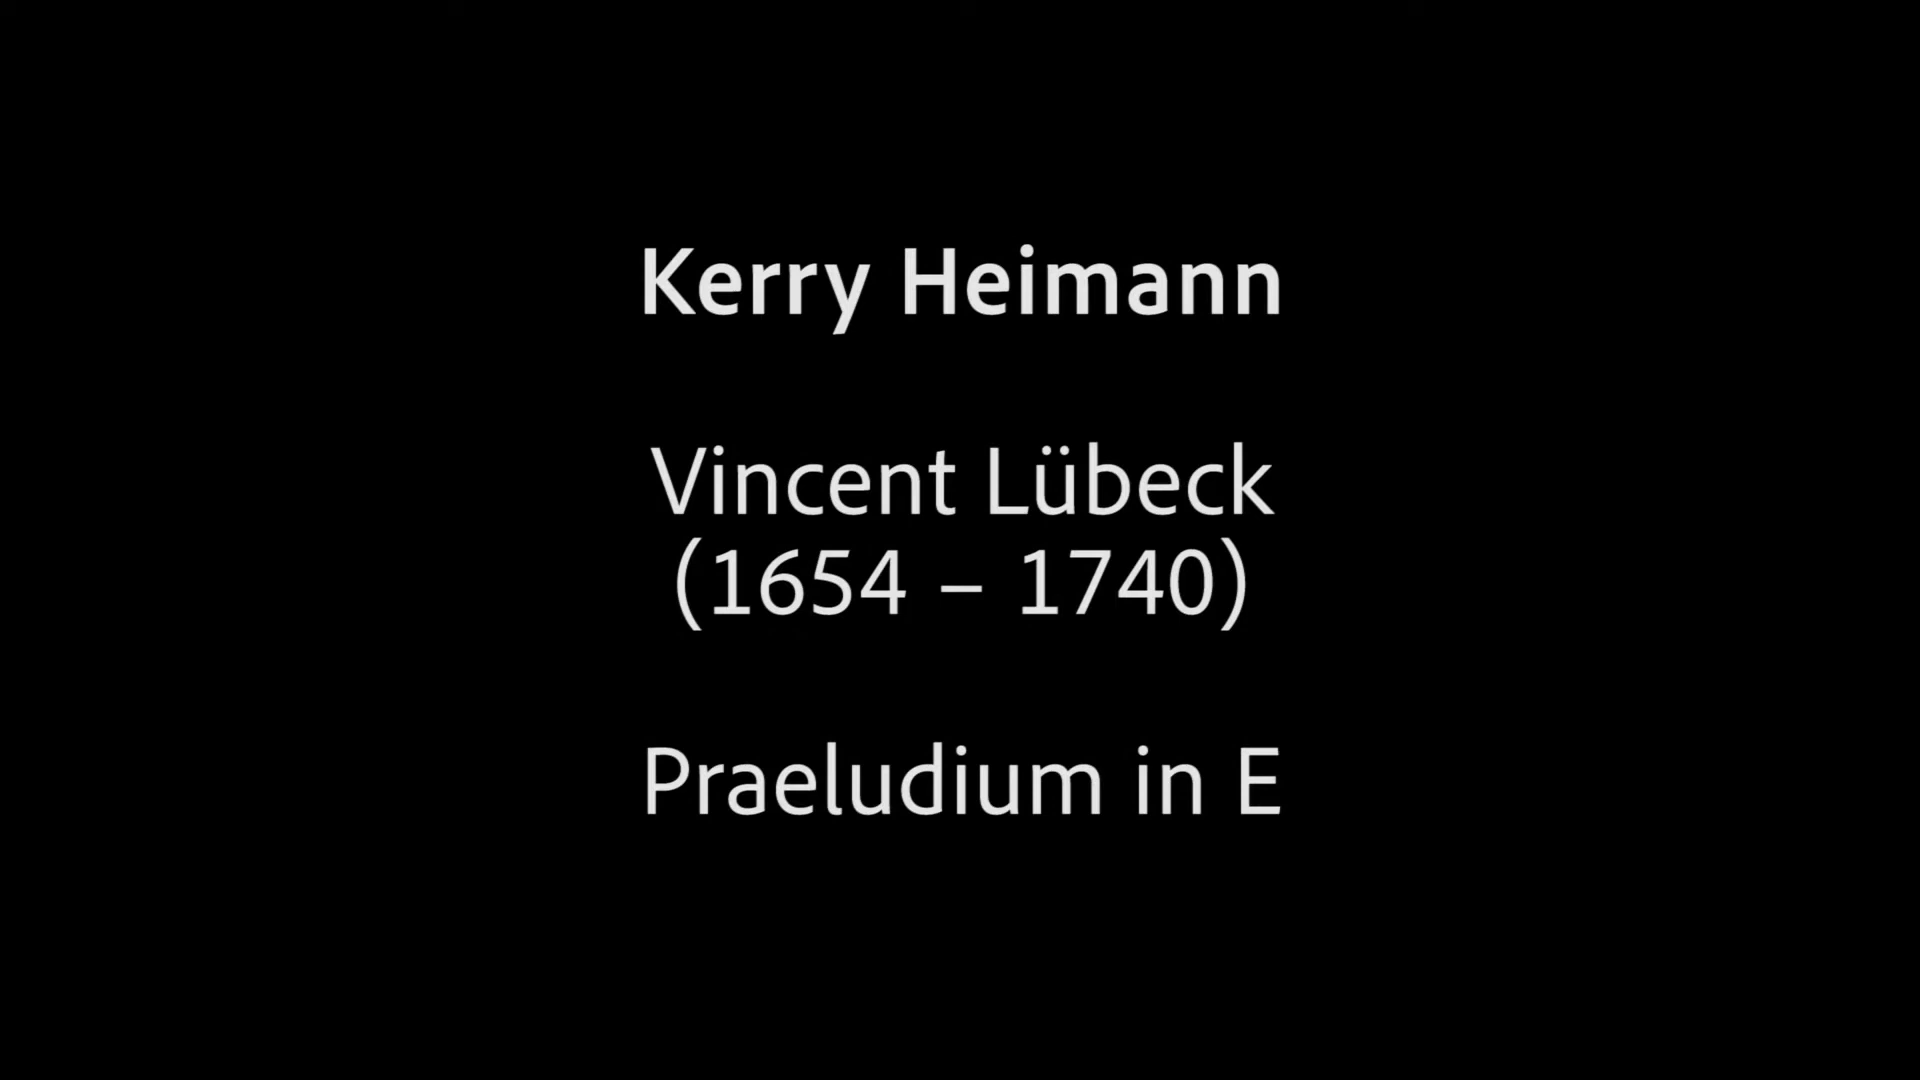 Kerry Heimann
Vincent Lübeck
(1654 – 1740)
Praeludium in E